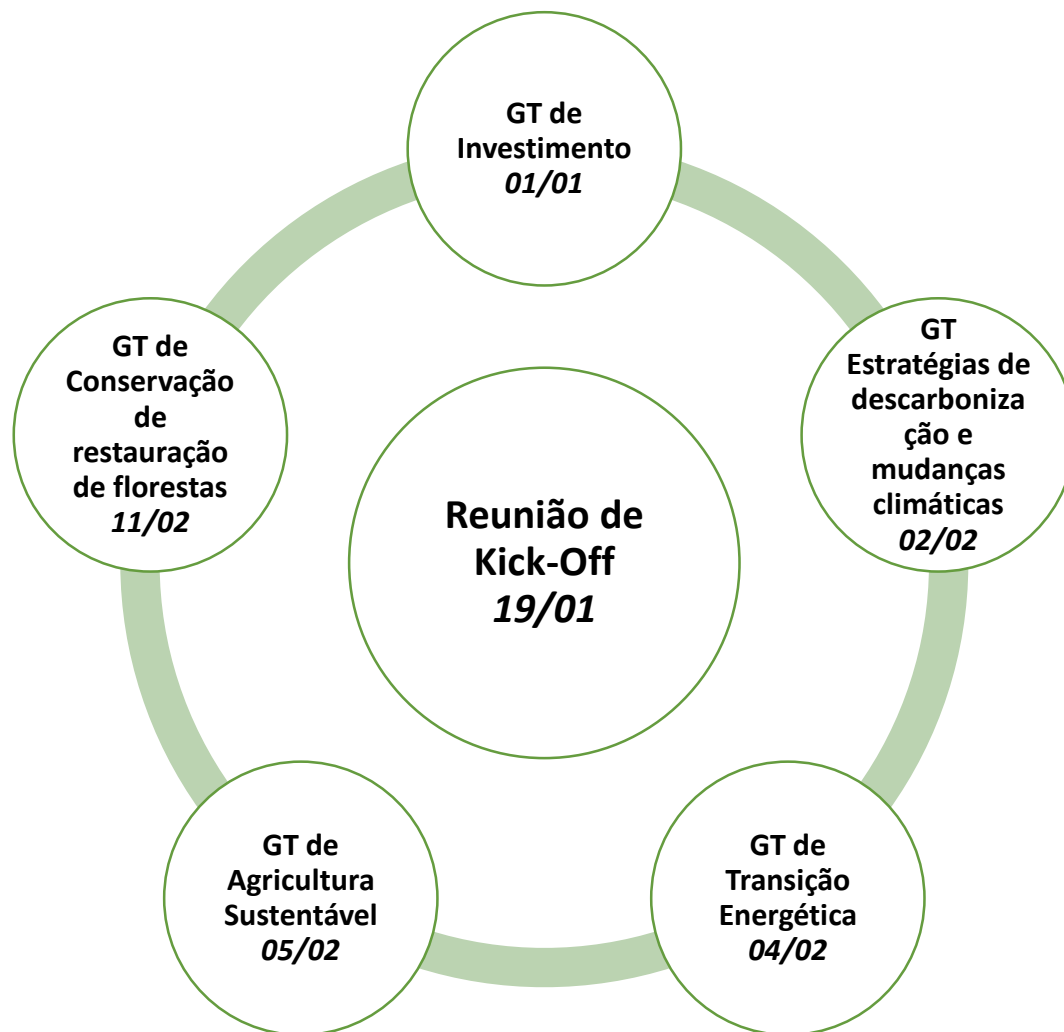 GT de
Investimento
01/01
GT
Estratégias de
descarboniza
ção e
mudanças
climáticas
02/02
GT de
Transição
Energética
04/02
GT de
Agricultura
Sustentável
05/02
GT de
Conservação
de
restauração
de florestas
11/02
Reunião de
Kick-Off
19/01